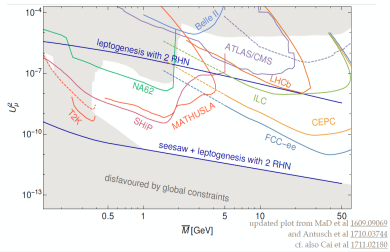 10⁻⁴
10⁻⁷
10⁻¹⁰
10⁻¹³
U²μ
Belle II
leptogenesis with 2 RHN
ATLAS/CMS
LHCb
NA62
ILC
T2K
SHiP
MATHUSLA
CEPC
FCC-ee
seesaw + leptogenesis with 2 RHN
disfavoured by global constraints
0.5
1
5
10
50
M̅ [GeV]
updated plot from MaD et al 1609.09069
and Antusch et al 1710.03744
cf. also Cai et al 1711.02180